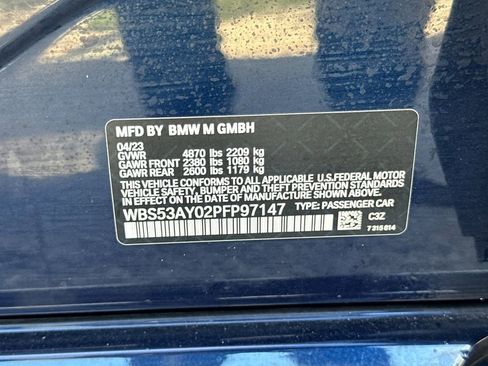 MFD BY BMW M GMBH
04/23
GVWR 4870 lbs 2209 kg
GAWR FRONT 2380 lbs 1080 kg
GAWR REAR 2600 lbs 1179 kg
THIS VEHICLE CONFORMS TO ALL APPLICABLE U.S. FEDERAL MOTOR
VEHICLE SAFETY, BUMPER AND THEFT PREVENTION STANDARDS IN
EFFECT ON THE DATE OF MANUFACTURE SHOWN ABOVE.
WBS53AY02PFP97147 TYPE: PASSENGER CAR
C3Z
7315614